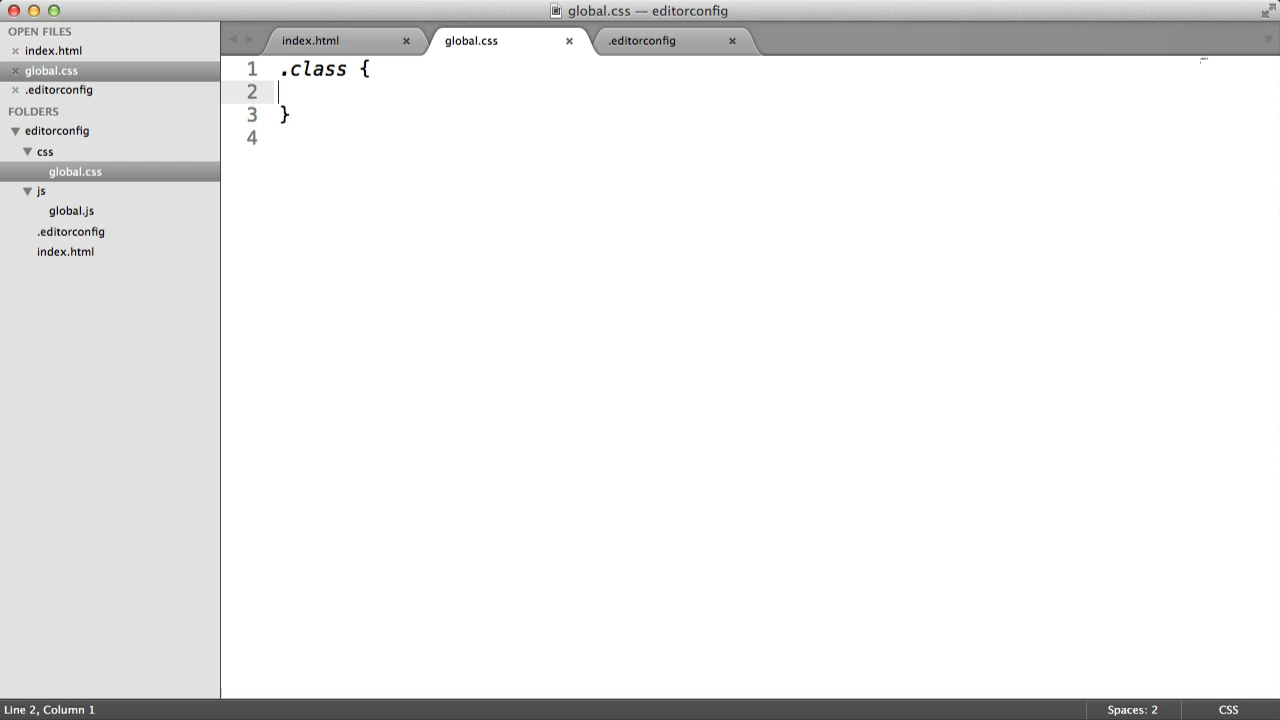 global.css — editorconfig
OPEN FILES
index.html
global.css
.editorconfig
FOLDERS
editorconfig
css
global.css
js
global.js
.editorconfig
index.html
index.html global.css .editorconfig
1 .class {
2
3 }
4
Line 2, Column 1 Spaces: 2 CSS